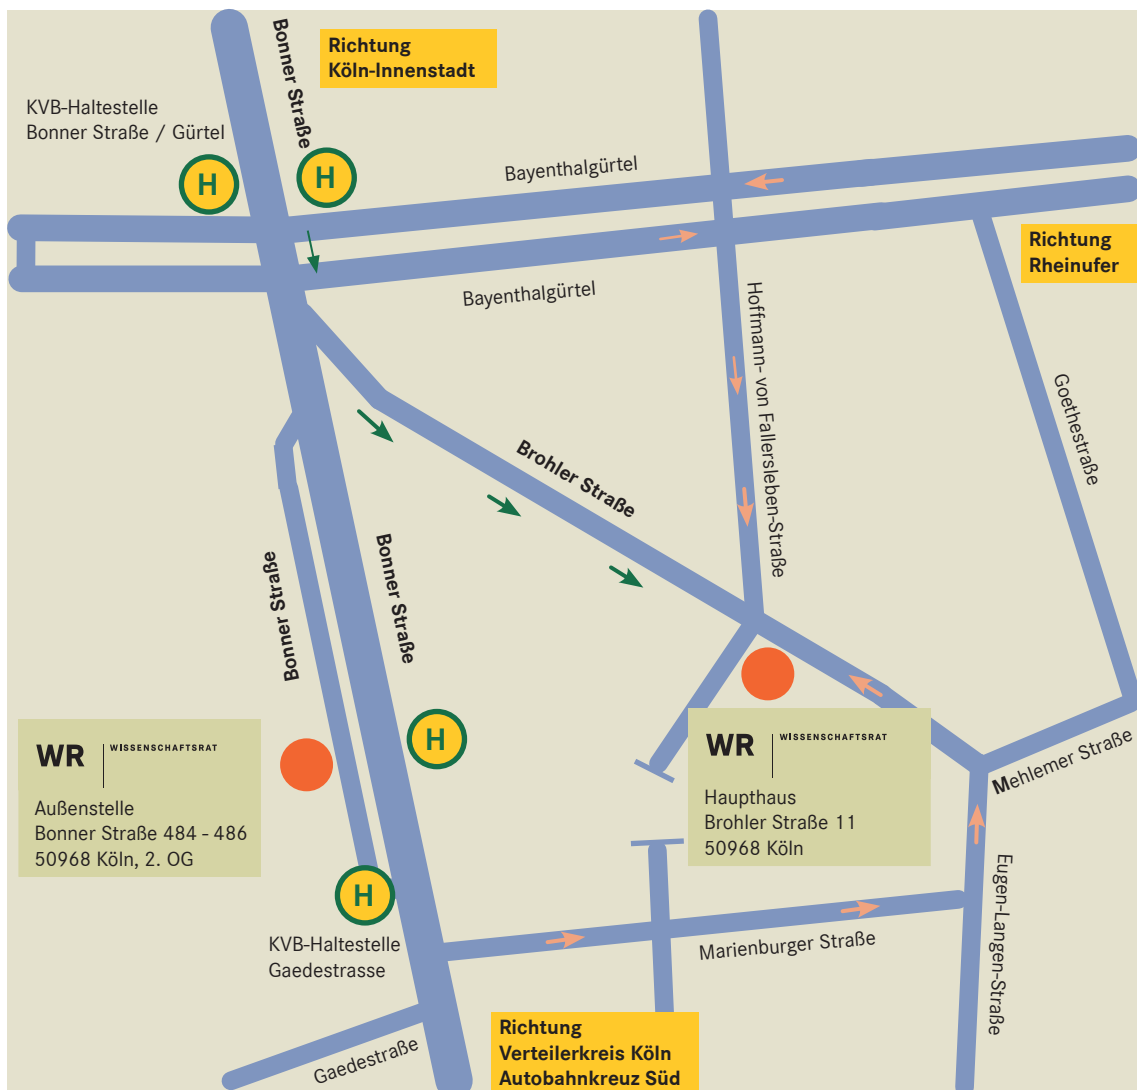 Bonner Straße
Richtung
Köln-Innenstadt
KVB-Haltestelle
Bonner Straße / Gürtel
H
H
Bayenthalgürtel
Richtung
Rheinufer
Bayenthalgürtel
Hoffmann- von Fallersleben-Straße
Goethestraße
Brohler Straße
Bonner Straße
Bonner Straße
H
WR WISSENSCHAFTSRAT
Außenstelle
Bonner Straße 484 - 486
50968 Köln, 2. OG
WR WISSENSCHAFTSRAT
Haupthaus
Brohler Straße 11
50968 Köln
Mehlemer Straße
H
KVB-Haltestelle
Gaedestrasse
Marienburger Straße
Eugen-Langen-Straße
Gaedestraße
Richtung
Verteilerkreis Köln
Autobahnkreuz Süd